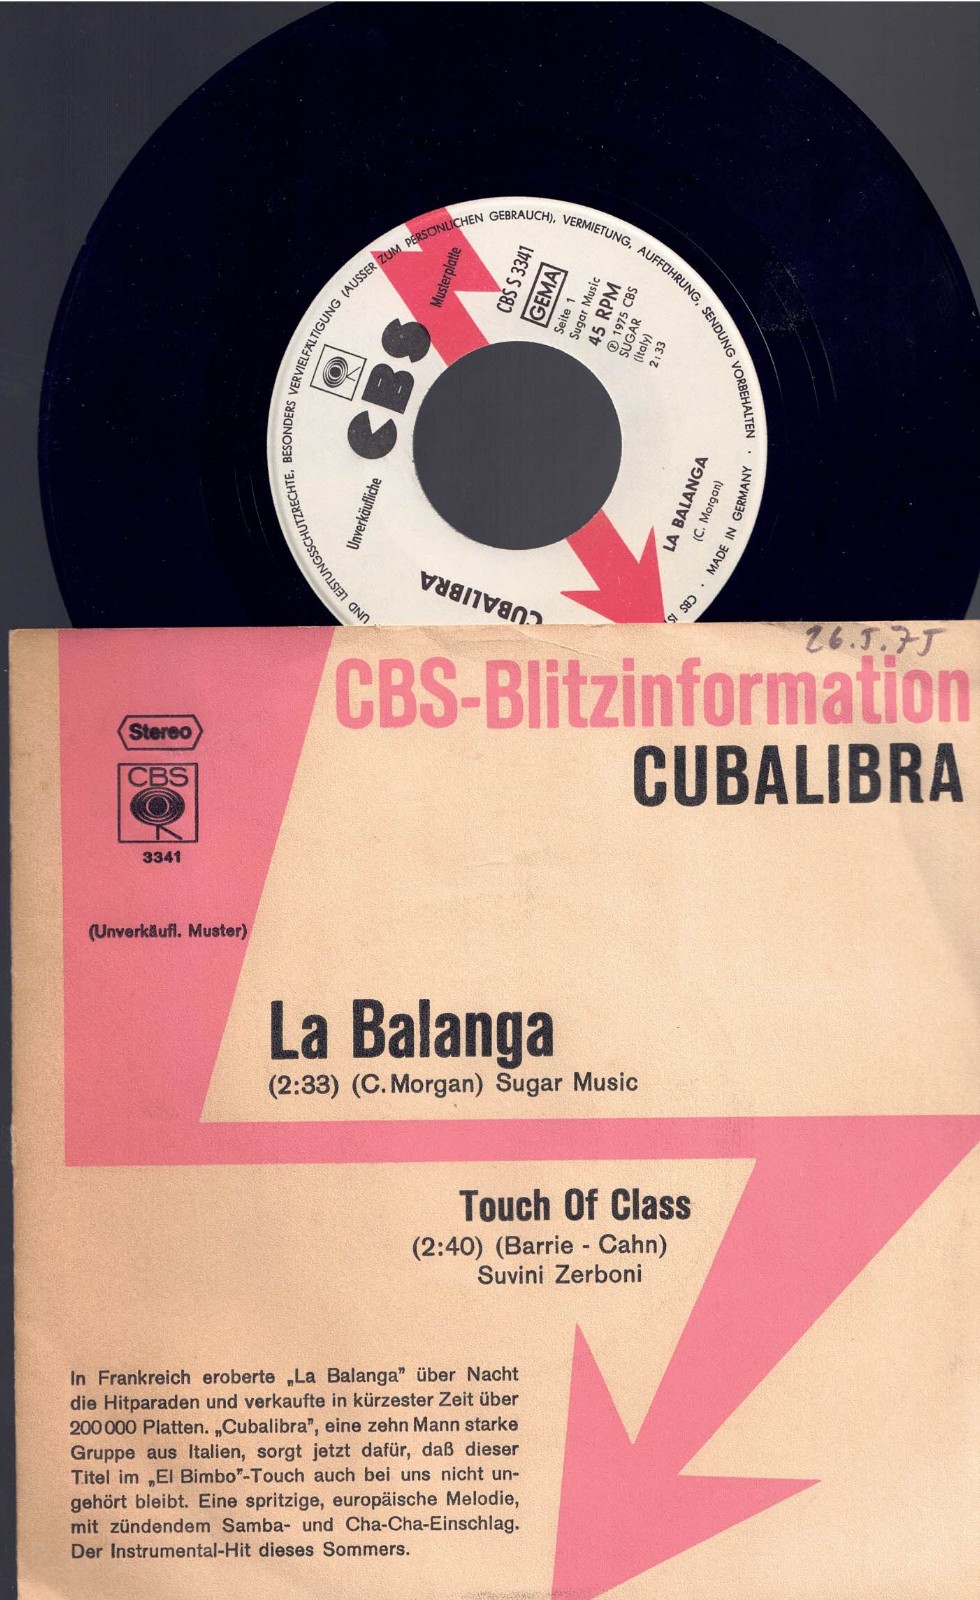 UND LEISTUNGSSCHUTZRECHTE, BESONDERS VERVIELFÄLTIGUNG (AUSSER ZUM PERSÖNLICHEN GEBRAUCH), VERMIETUNG, AUFFÜHRUNG, SENDUNG VORBEHALTEN · MADE IN GERMANY · CBS
Unverkäufliche
CBS
Musterplatte
CBS S 3341
GEMA
Seite 1
Sugar Music
45 RPM
℗ 1975 CBS
SUGAR
(Italy)
2:33
LA BALANGA
(C. Morgan)
CUBALIBRA
26.5.75
CBS-Blitzinformation
CUBALIBRA
Stereo
CBS
3341
(Unverkäufl. Muster)
La Balanga
(2:33) (C. Morgan) Sugar Music
Touch Of Class
(2:40) (Barrie - Cahn)
Suvini Zerboni
In Frankreich eroberte „La Balanga” über Nacht
die Hitparaden und verkaufte in kürzester Zeit über
200 000 Platten. „Cubalibra”, eine zehn Mann starke
Gruppe aus Italien, sorgt jetzt dafür, daß dieser
Titel im „El Bimbo”-Touch auch bei uns nicht un-
gehört bleibt. Eine spritzige, europäische Melodie,
mit zündendem Samba- und Cha-Cha-Einschlag.
Der Instrumental-Hit dieses Sommers.